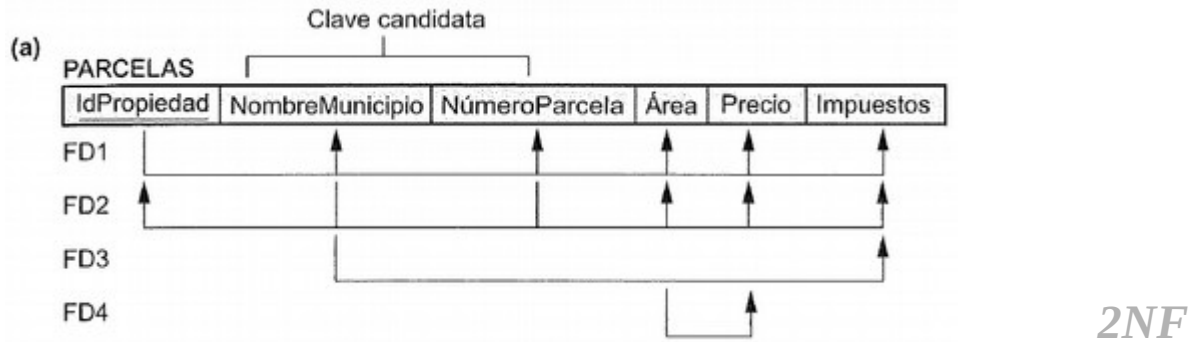 Clave candidata
(a)
PARCELAS
IdPropiedad NombreMunicipio NúmeroParcela Área Precio Impuestos
FD1
FD2
FD3
FD4
2NF